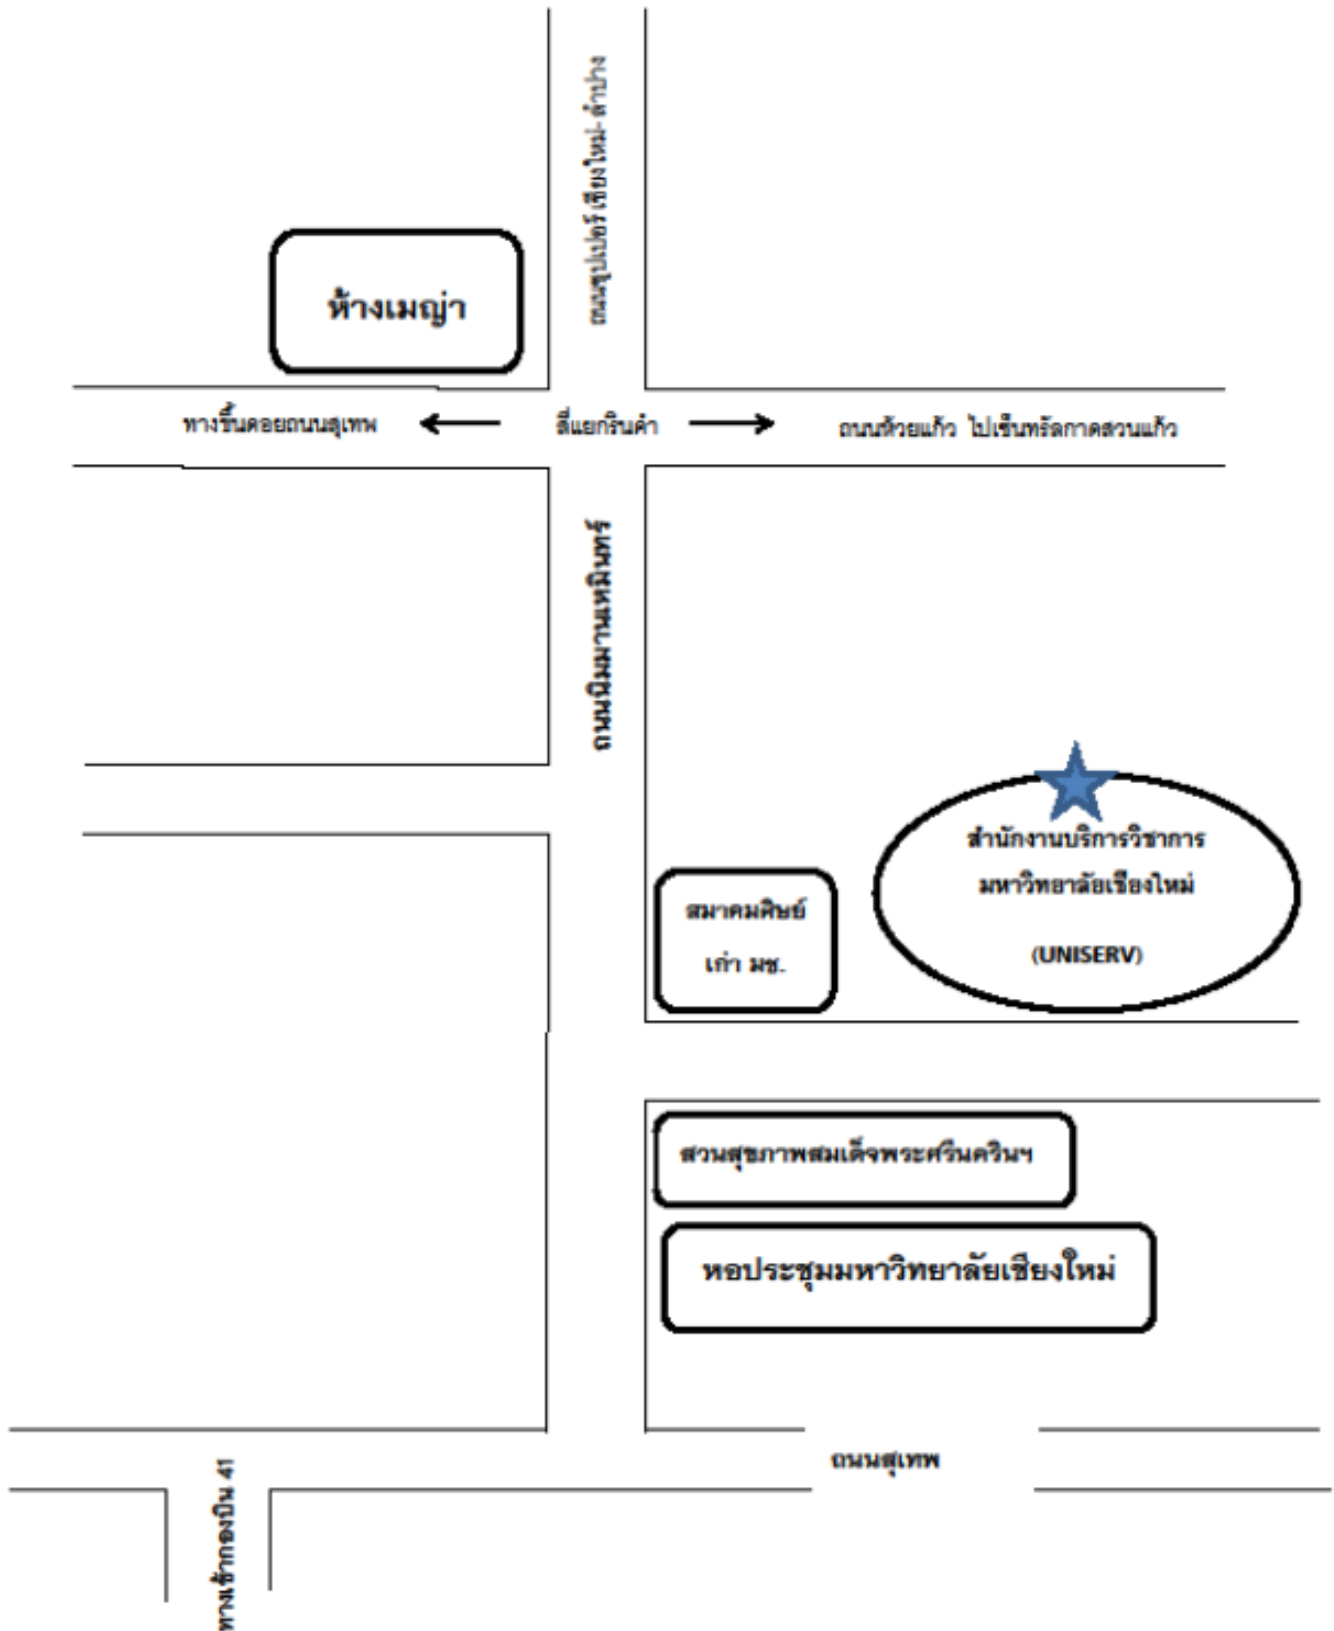 ถนนซุปเปอร์ เชียงใหม่- ลำปาง
ห้างเมญ่า
ทางขึ้นดอยถนนสุเทพ
สี่แยกรินคำ
ถนนห้วยแก้ว ไปเซ็นทรัลกาดสวนแก้ว
ถนนนิมมานเหมินทร์
สำนักงานบริการวิชาการ
มหาวิทยาลัยเชียงใหม่
(UNISERV)
สมาคมศิษย์
เก่า มช.
สวนสุขภาพสมเด็จพระศรีนครินฯ
หอประชุมมหาวิทยาลัยเชียงใหม่
ถนนสุเทพ
ทางเข้ากองบิน 41